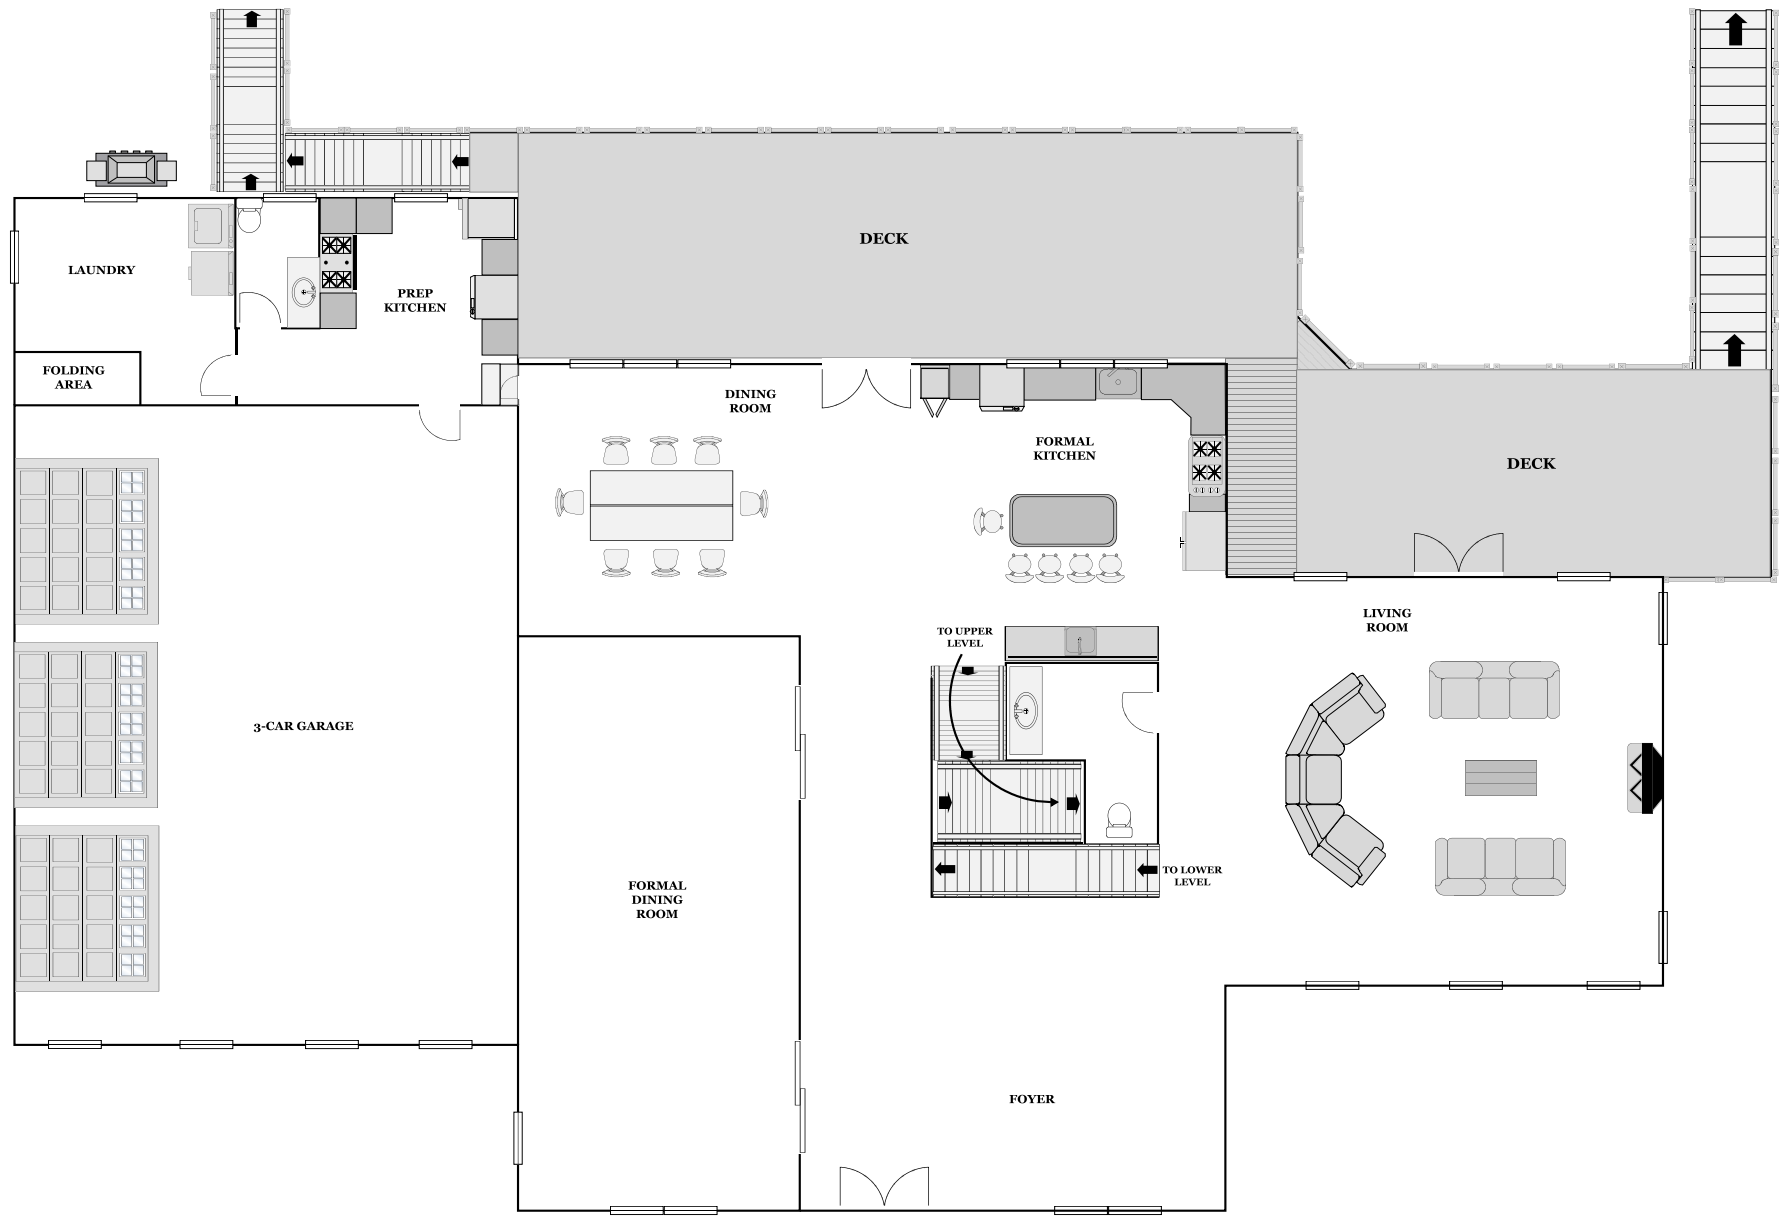 DECK
LAUNDRY
PREP
KITCHEN
FOLDING
AREA
DINING
ROOM
FORMAL
KITCHEN
DECK
TO UPPER
LEVEL
LIVING
ROOM
3-CAR GARAGE
TO LOWER
LEVEL
FORMAL
DINING
ROOM
FOYER